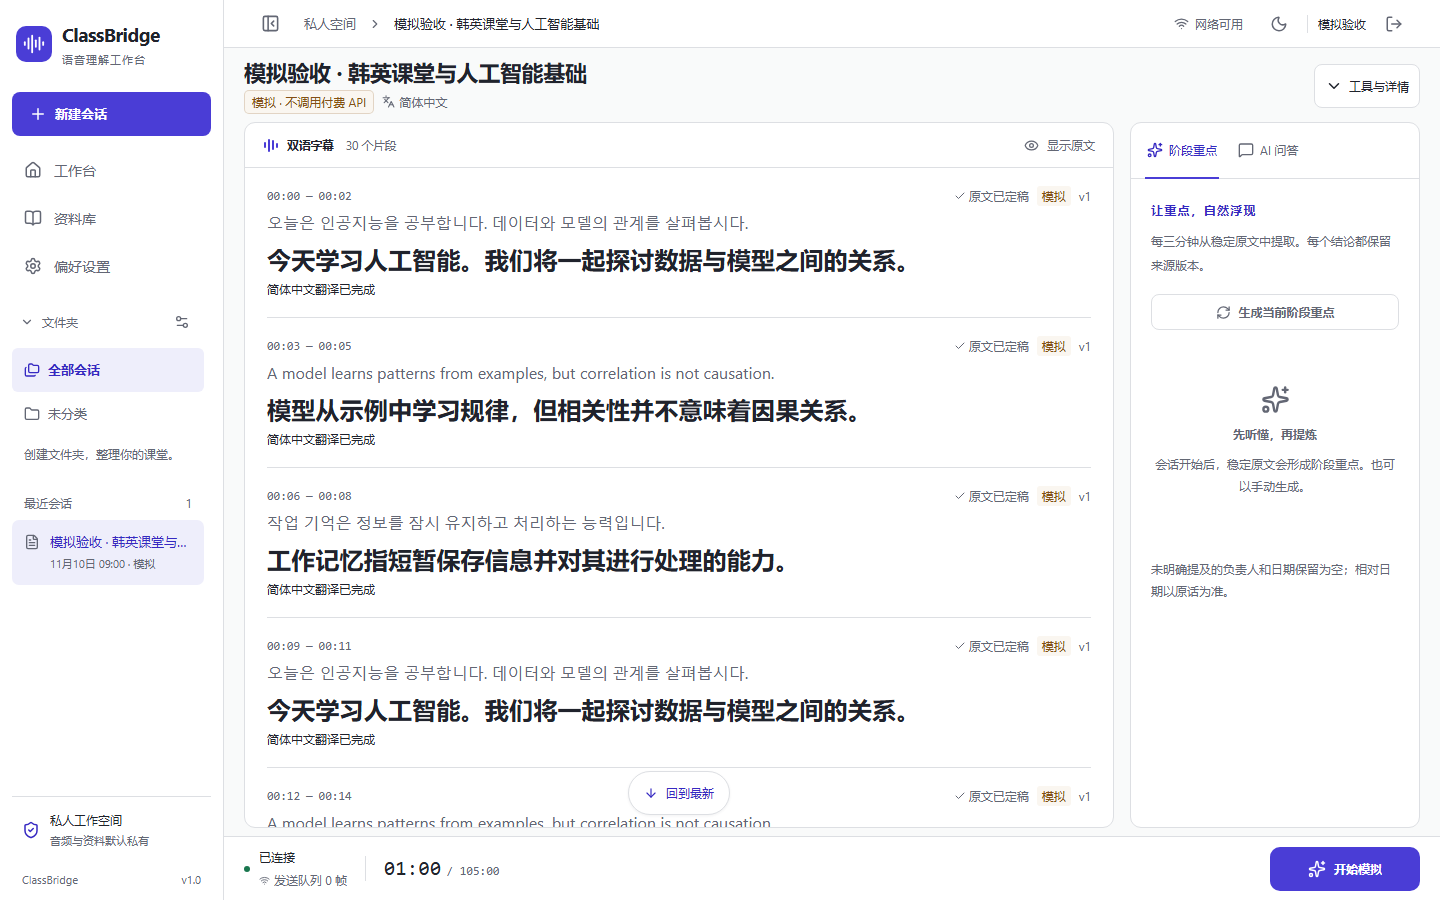 ClassBridge
语音理解工作台
新建会话
工作台
资料库
偏好设置
文件夹
全部会话
未分类
创建文件夹，整理你的课堂。
最近会话 1
模拟验收 · 韩英课堂与...
11月10日 09:00 · 模拟
私人工作空间
音频与资料默认私有
ClassBridge v1.0
私人空间 模拟验收 · 韩英课堂与人工智能基础
网络可用 模拟验收
模拟验收 · 韩英课堂与人工智能基础
模拟 · 不调用付费 API 简体中文
工具与详情
双语字幕 30 个片段 显示原文
00:00 — 00:02 原文已定稿 模拟 v1
오늘은 인공지능을 공부합니다. 데이터와 모델의 관계를 살펴봅시다.
今天学习人工智能。我们将一起探讨数据与模型之间的关系。
简体中文翻译已完成
00:03 — 00:05 原文已定稿 模拟 v1
A model learns patterns from examples, but correlation is not causation.
模型从示例中学习规律，但相关性并不意味着因果关系。
简体中文翻译已完成
00:06 — 00:08 原文已定稿 模拟 v1
작업 기억은 정보를 잠시 유지하고 처리하는 능력입니다.
工作记忆指短暂保存信息并对其进行处理的能力。
简体中文翻译已完成
00:09 — 00:11 原文已定稿 模拟 v1
오늘은 인공지능을 공부합니다. 데이터와 모델의 관계를 살펴봅시다.
今天学习人工智能。我们将一起探讨数据与模型之间的关系。
简体中文翻译已完成
00:12 — 00:14 原文已定稿 模拟 v1
A model learns patterns from examples, but correlation is not causation.
回到最新
阶段重点 AI 问答
让重点，自然浮现
每三分钟从稳定原文中提取。每个结论都保留
来源版本。
生成当前阶段重点
先听懂，再提炼
会话开始后，稳定原文会形成阶段重点。也可
以手动生成。
未明确提及的负责人和日期保留为空；相对日
期以原话为准。
已连接
发送队列 0 帧
01:00 / 105:00
开始模拟